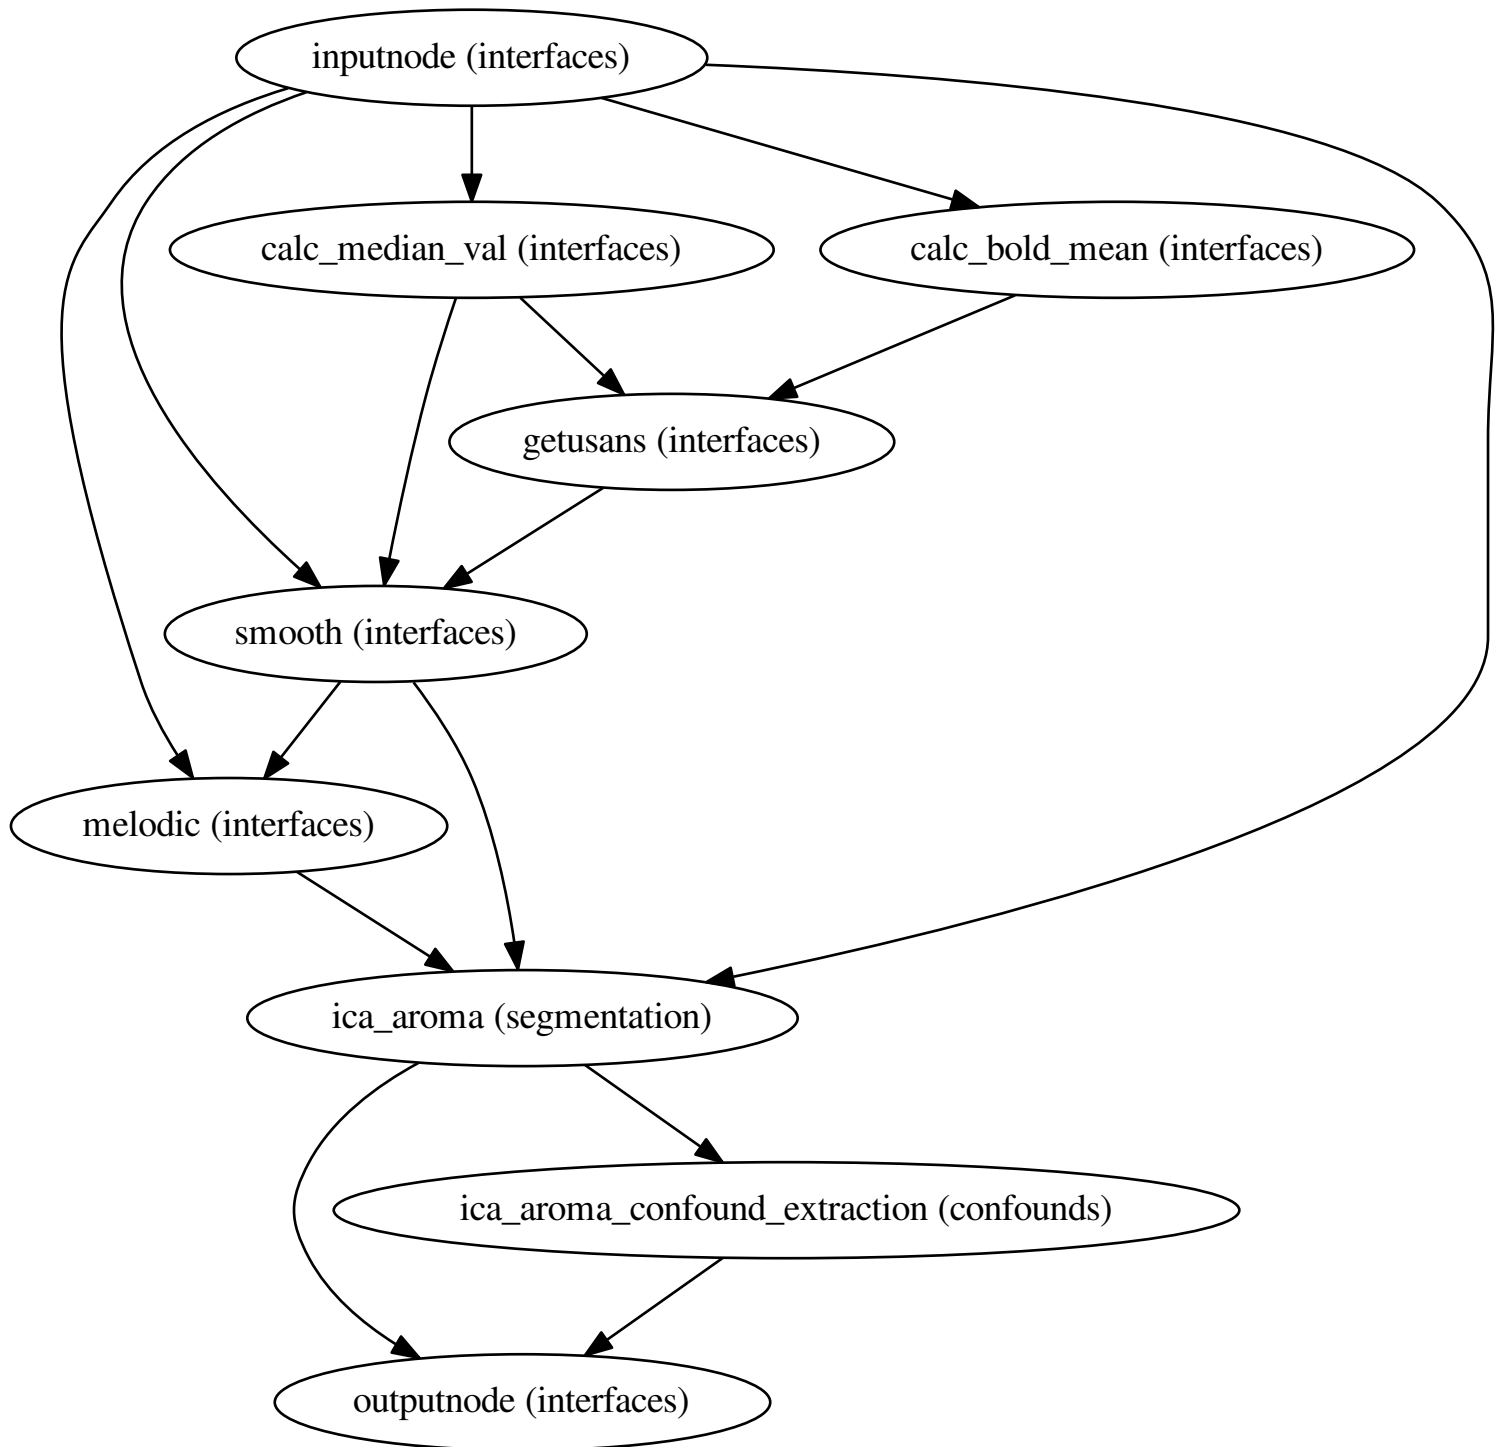 inputnode (interfaces)
calc_median_val (interfaces)
calc_bold_mean (interfaces)
getusans (interfaces)
smooth (interfaces)
melodic (interfaces)
ica_aroma (segmentation)
ica_aroma_confound_extraction (confounds)
outputnode (interfaces)